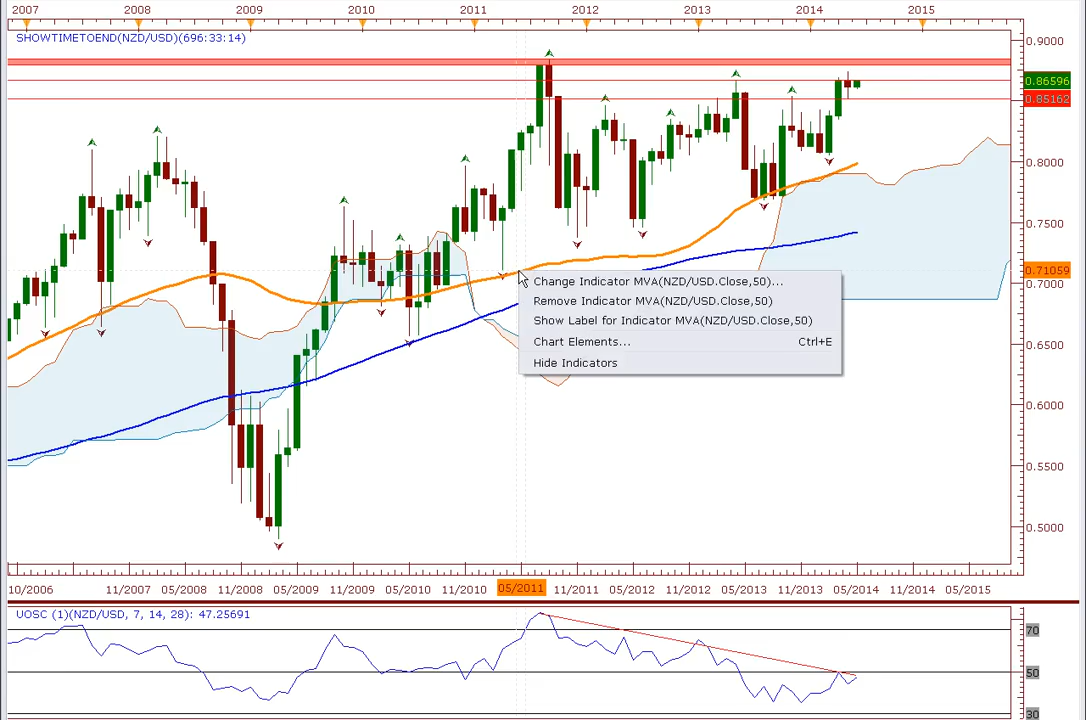 2007 2008 2009 2010 2011 2012 2013 2014 2015
SHOWTIMETOEND(NZD/USD)(696:33:14)
0.9000
0.86596
0.85162
0.8000
0.7500
0.71059
0.7000
0.6500
0.6000
0.5500
0.5000
Change Indicator MVA(NZD/USD.Close,50)...
Remove Indicator MVA(NZD/USD.Close,50)
Show Label for Indicator MVA(NZD/USD.Close,50)
Chart Elements... Ctrl+E
Hide Indicators
10/2006 11/2007 05/2008 11/2008 05/2009 11/2009 05/2010 11/2010 05/2011 11/2011 05/2012 11/2012 05/2013 11/2013 05/2014 05/2015
UOSC (1)(NZD/USD, 7, 14, 28): 47.25691
70
50
30